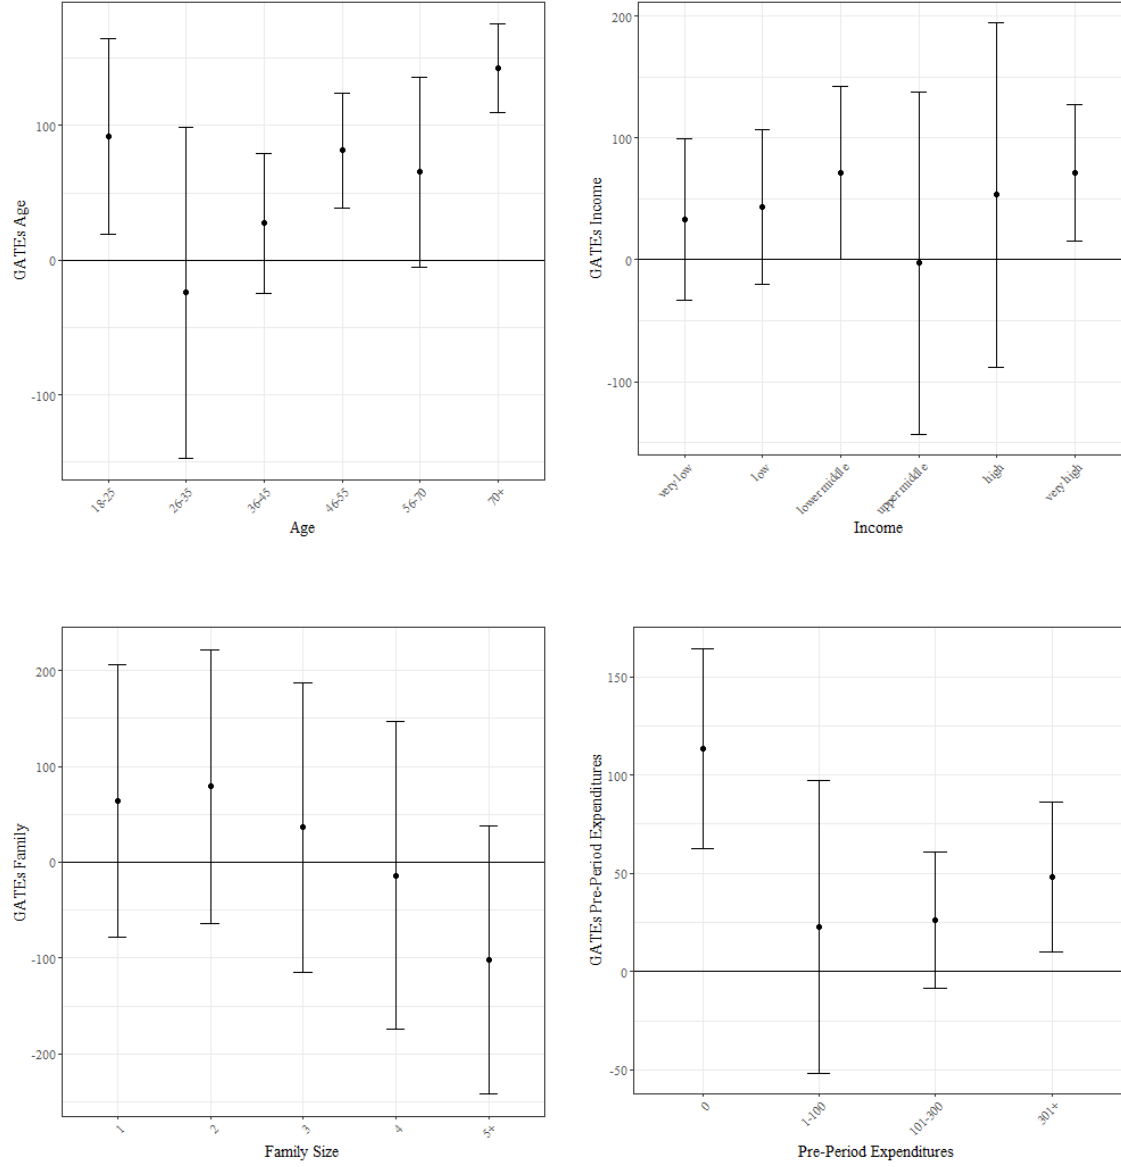 GATEs Age
100
0
-100
18-25
26-35
36-45
46-55
56-70
70+
Age
GATEs Income
200
100
0
-100
very low
low
lower middle
upper middle
high
very high
Income
GATEs Family
200
100
0
-100
-200
1
2
3
4
5+
Family Size
GATEs Pre-Period Expenditures
150
100
50
0
-50
0
1-100
101-300
301+
Pre-Period Expenditures